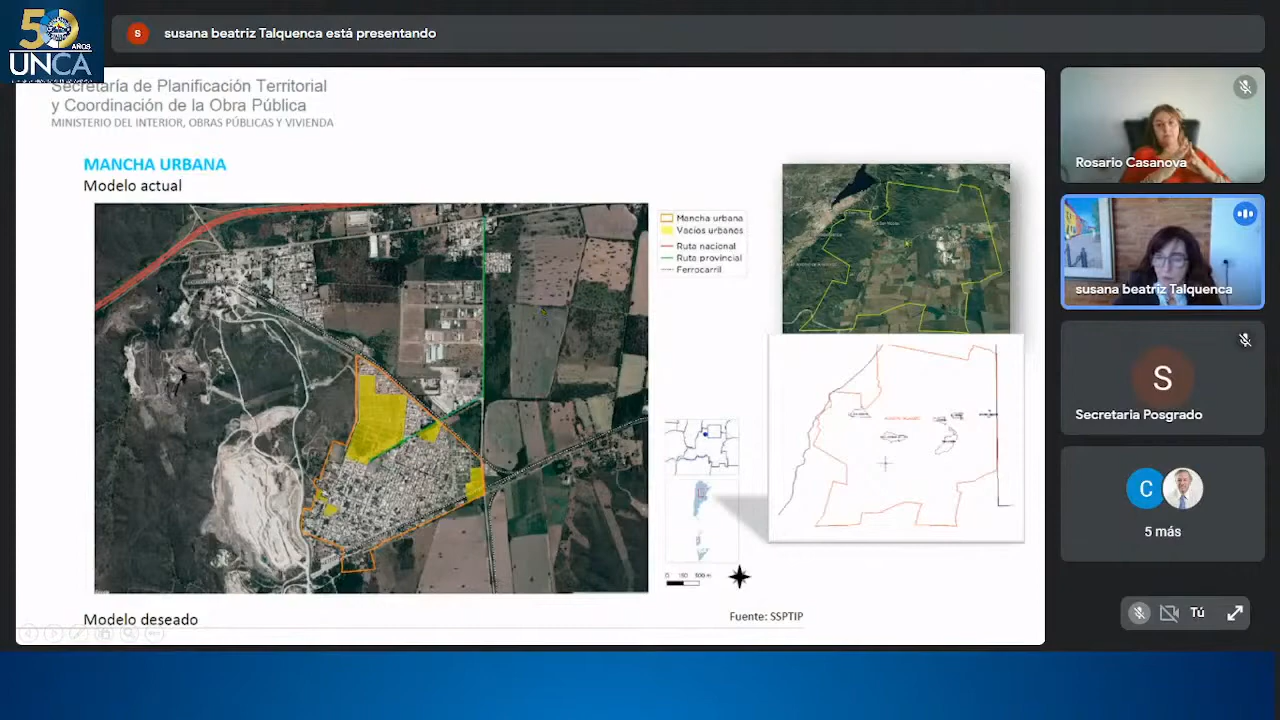 50
AÑOS
UNCA
S
susana beatriz Talquenca está presentando
Secretaría de Planificación Territorial
y Coordinación de la Obra Pública
MINISTERIO DEL INTERIOR, OBRAS PÚBLICAS Y VIVIENDA
MANCHA URBANA
Modelo actual
Mancha urbana
Vacíos urbanos
Ruta nacional
Ruta provincial
Ferrocarril
Modelo deseado
Fuente: SSPTIP
Rosario Casanova
susana beatriz Talquenca
S
Secretaria Posgrado
C
5 más
Tú